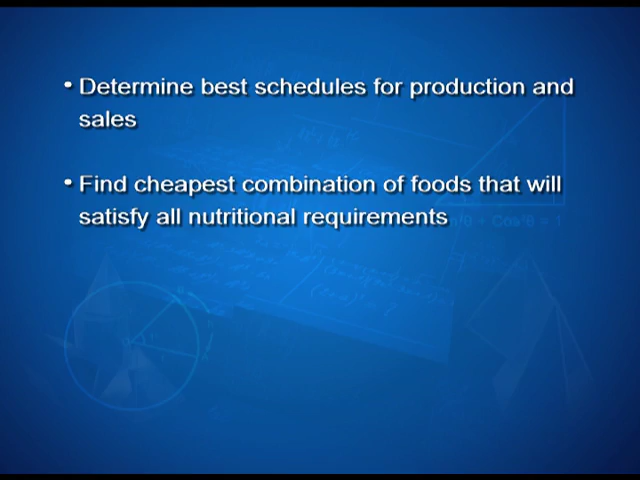 • Determine best schedules for production and
sales
• Find cheapest combination of foods that will
satisfy all nutritional requirements